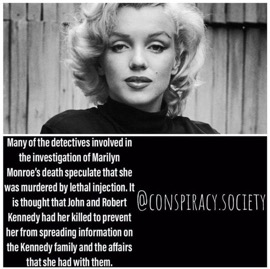 Many of the detectives involved in
the investigation of Marilyn
Monroe's death speculate that she
was murdered by lethal injection. It
is thought that John and Robert
Kennedy had her killed to prevent
her from spreading information on
the Kennedy family and the affairs
that she had with them.
@conspiracy.society